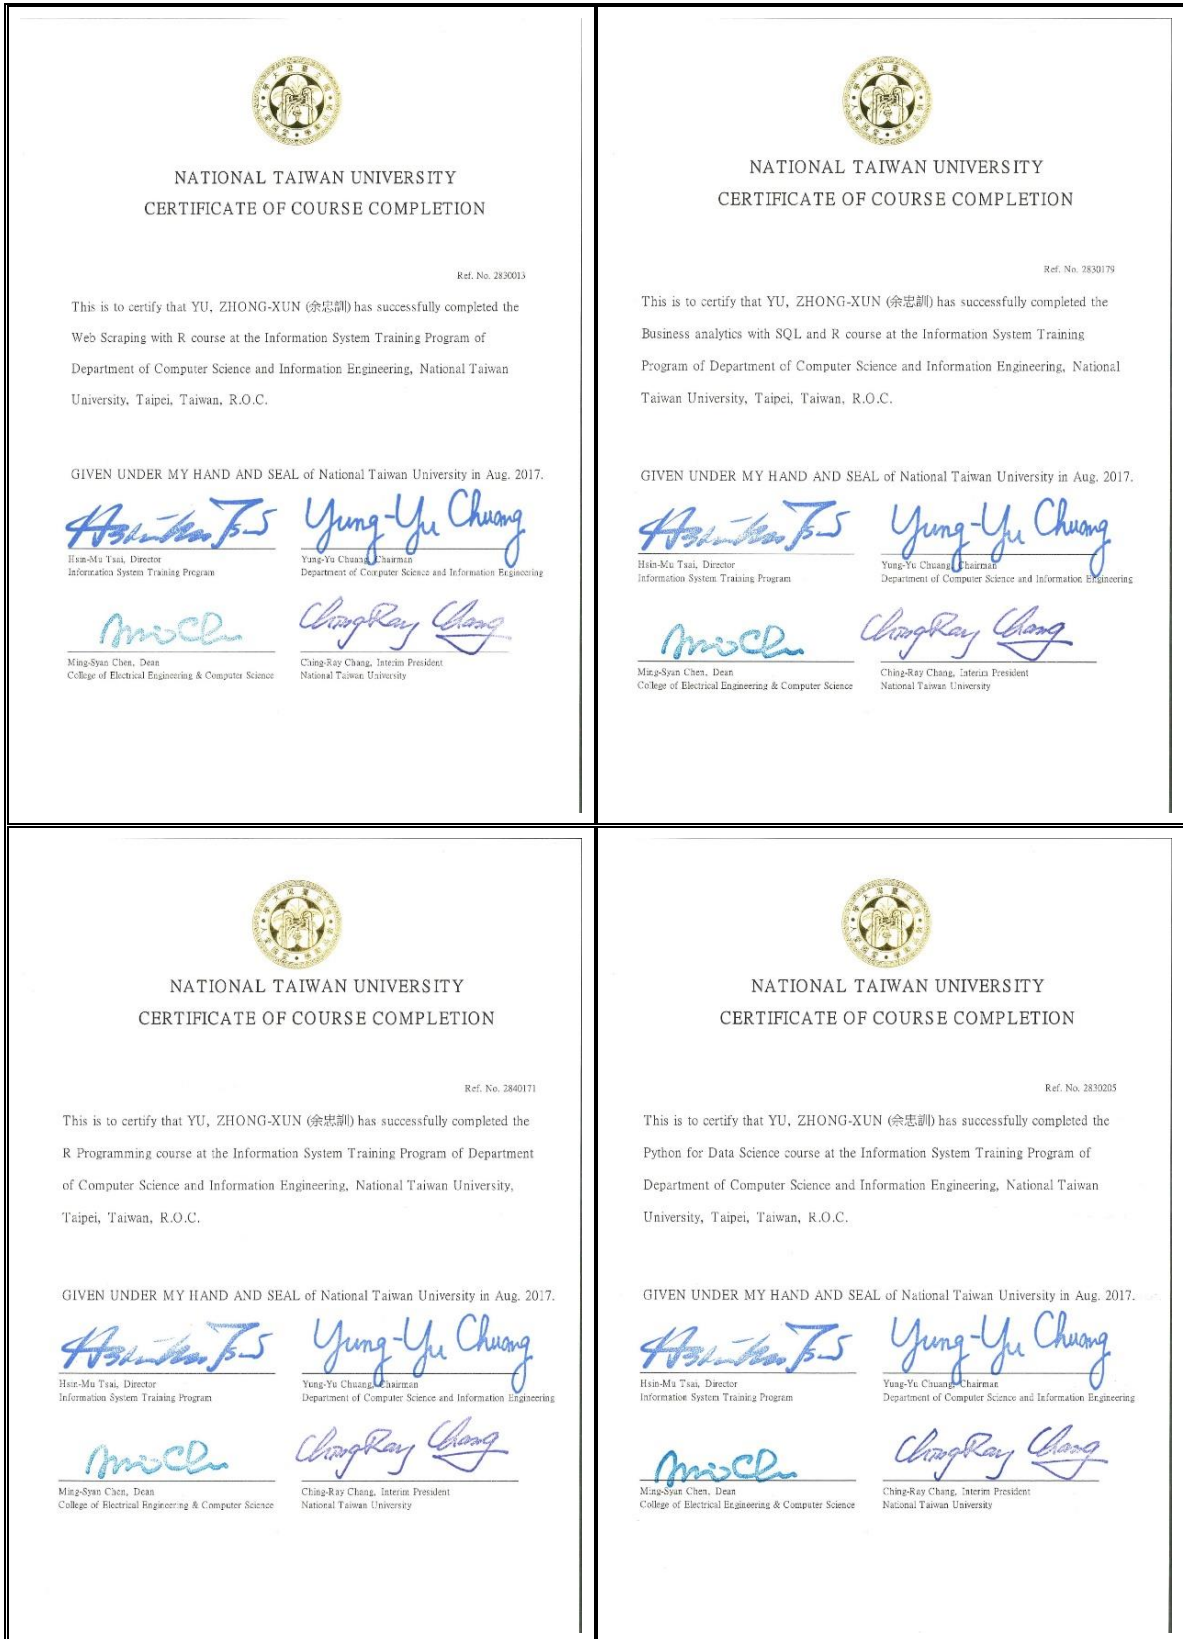 NATIONAL TAIWAN UNIVERSITY
CERTIFICATE OF COURSE COMPLETION
Ref. No. 2830013
This is to certify that YU, ZHONG-XUN (余忠訓) has successfully completed the
Web Scraping with R course at the Information System Training Program of
Department of Computer Science and Information Engineering, National Taiwan
University, Taipei, Taiwan, R.O.C.
GIVEN UNDER MY HAND AND SEAL of National Taiwan University in Aug. 2017.
Yung-Yu Chuang
Hsin-Mu Tsai, Director
Information System Training Program
Yung-Yu Chuang, Chairman
Department of Computer Science and Information Engineering
ChingRay Chang
Ming-Syan Chen, Dean
College of Electrical Engineering & Computer Science
Ching-Ray Chang, Interim President
National Taiwan University
NATIONAL TAIWAN UNIVERSITY
CERTIFICATE OF COURSE COMPLETION
Ref. No. 2830179
This is to certify that YU, ZHONG-XUN (余忠訓) has successfully completed the
Business analytics with SQL and R course at the Information System Training
Program of Department of Computer Science and Information Engineering, National
Taiwan University, Taipei, Taiwan, R.O.C.
GIVEN UNDER MY HAND AND SEAL of National Taiwan University in Aug. 2017.
Yung-Yu Chuang
Hsin-Mu Tsai, Director
Information System Training Program
Yung-Yu Chuang, Chairman
Department of Computer Science and Information Engineering
ChingRay Chang
Ming-Syan Chen, Dean
College of Electrical Engineering & Computer Science
Ching-Ray Chang, Interim President
National Taiwan University
NATIONAL TAIWAN UNIVERSITY
CERTIFICATE OF COURSE COMPLETION
Ref. No. 2840171
This is to certify that YU, ZHONG-XUN (余忠訓) has successfully completed the
R Programming course at the Information System Training Program of Department
of Computer Science and Information Engineering, National Taiwan University,
Taipei, Taiwan, R.O.C.
GIVEN UNDER MY HAND AND SEAL of National Taiwan University in Aug. 2017.
Yung-Yu Chuang
Hsin-Mu Tsai, Director
Information System Training Program
Yung-Yu Chuang, Chairman
Department of Computer Science and Information Engineering
ChingRay Chang
Ming-Syan Chen, Dean
College of Electrical Engineering & Computer Science
Ching-Ray Chang, Interim President
National Taiwan University
NATIONAL TAIWAN UNIVERSITY
CERTIFICATE OF COURSE COMPLETION
Ref. No. 2830205
This is to certify that YU, ZHONG-XUN (余忠訓) has successfully completed the
Python for Data Science course at the Information System Training Program of
Department of Computer Science and Information Engineering, National Taiwan
University, Taipei, Taiwan, R.O.C.
GIVEN UNDER MY HAND AND SEAL of National Taiwan University in Aug. 2017.
Yung-Yu Chuang
Hsin-Mu Tsai, Director
Information System Training Program
Yung-Yu Chuang, Chairman
Department of Computer Science and Information Engineering
ChingRay Chang
Ming-Syan Chen, Dean
College of Electrical Engineering & Computer Science
Ching-Ray Chang, Interim President
National Taiwan University